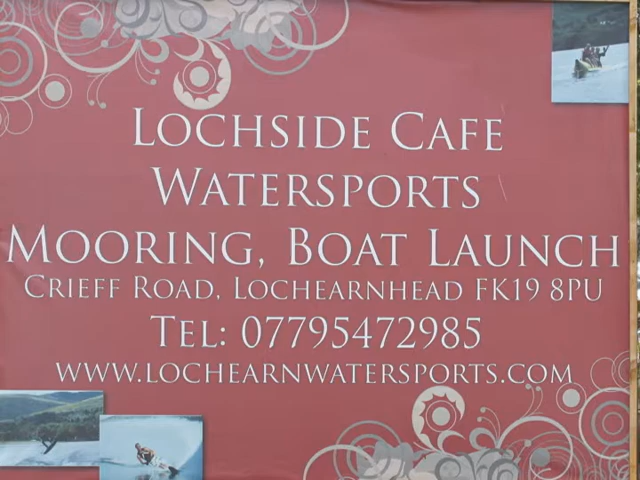 Lochside Cafe
Watersports
Mooring, Boat Launch
Crieff Road, Lochearnhead FK19 8PU
Tel: 07795472985
www.lochearnwatersports.com